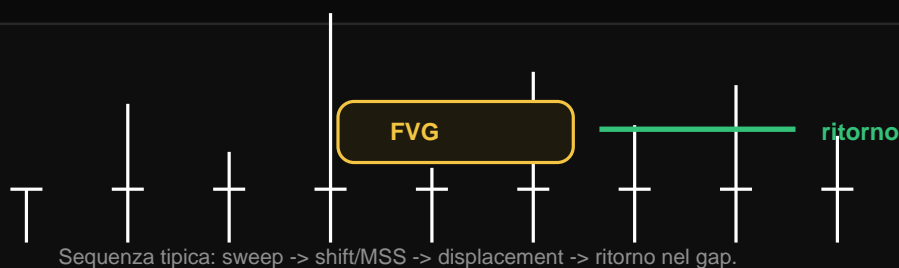 FVG
ritorno
Sequenza tipica: sweep -> shift/MSS -> displacement -> ritorno nel gap.